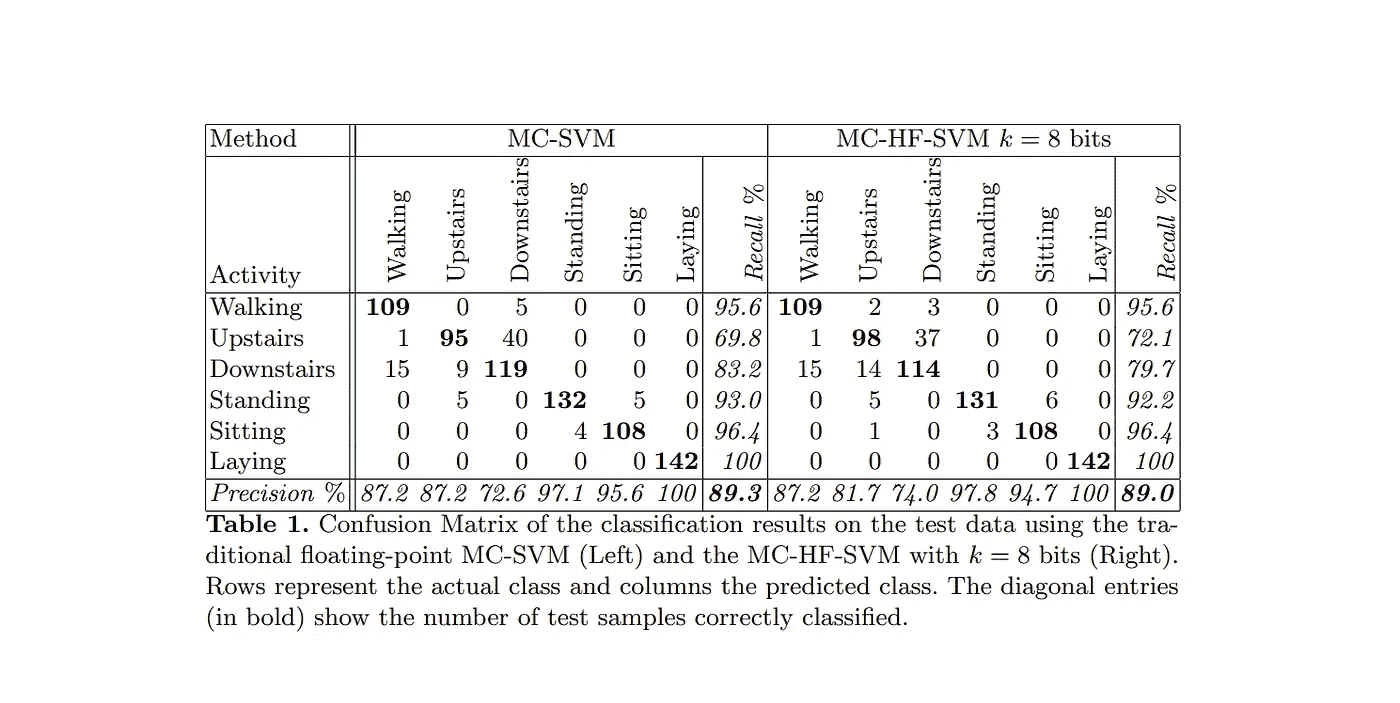 Method MC-SVM MC-HF-SVM k = 8 bits
Activity Walking Upstairs Downstairs Standing Sitting Laying Recall % Walking Upstairs Downstairs Standing Sitting Laying Recall %
Walking 109 0 5 0 0 0 95.6 109 2 3 0 0 0 95.6
Upstairs 1 95 40 0 0 0 69.8 1 98 37 0 0 0 72.1
Downstairs 15 9 119 0 0 0 83.2 15 14 114 0 0 0 79.7
Standing 0 5 0 132 5 0 93.0 0 5 0 131 6 0 92.2
Sitting 0 0 0 4 108 0 96.4 0 1 0 3 108 0 96.4
Laying 0 0 0 0 0 142 100 0 0 0 0 0 142 100
Precision % 87.2 87.2 72.6 97.1 95.6 100 89.3 87.2 81.7 74.0 97.8 94.7 100 89.0
Table 1. Confusion Matrix of the classification results on the test data using the tra-
ditional floating-point MC-SVM (Left) and the MC-HF-SVM with k = 8 bits (Right).
Rows represent the actual class and columns the predicted class. The diagonal entries
(in bold) show the number of test samples correctly classified.